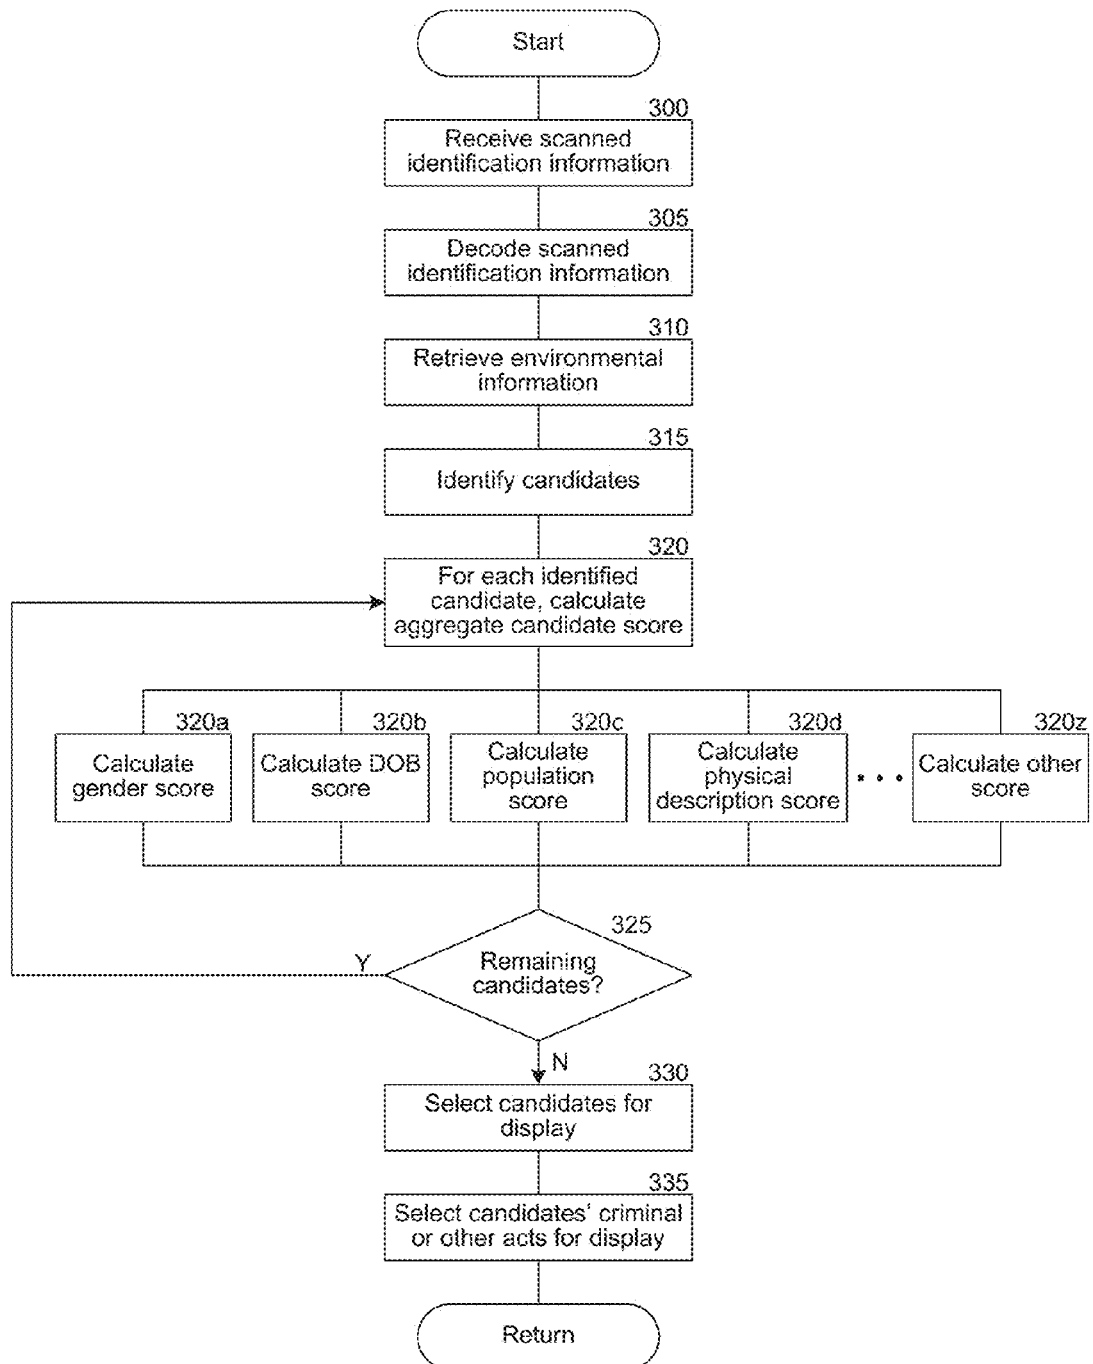 Start
300
Receive scanned
identification information
305
Decode scanned
identification information
310
Retrieve environmental
information
315
Identify candidates
320
For each identified
candidate, calculate
aggregate candidate score
320a
Calculate
gender score
320b
Calculate DOB
score
320c
Calculate
population
score
320d
Calculate
physical
description score
320z
Calculate other
score
325
Remaining
candidates?
Y
N
330
Select candidates for
display
335
Select candidates' criminal
or other acts for display
Return